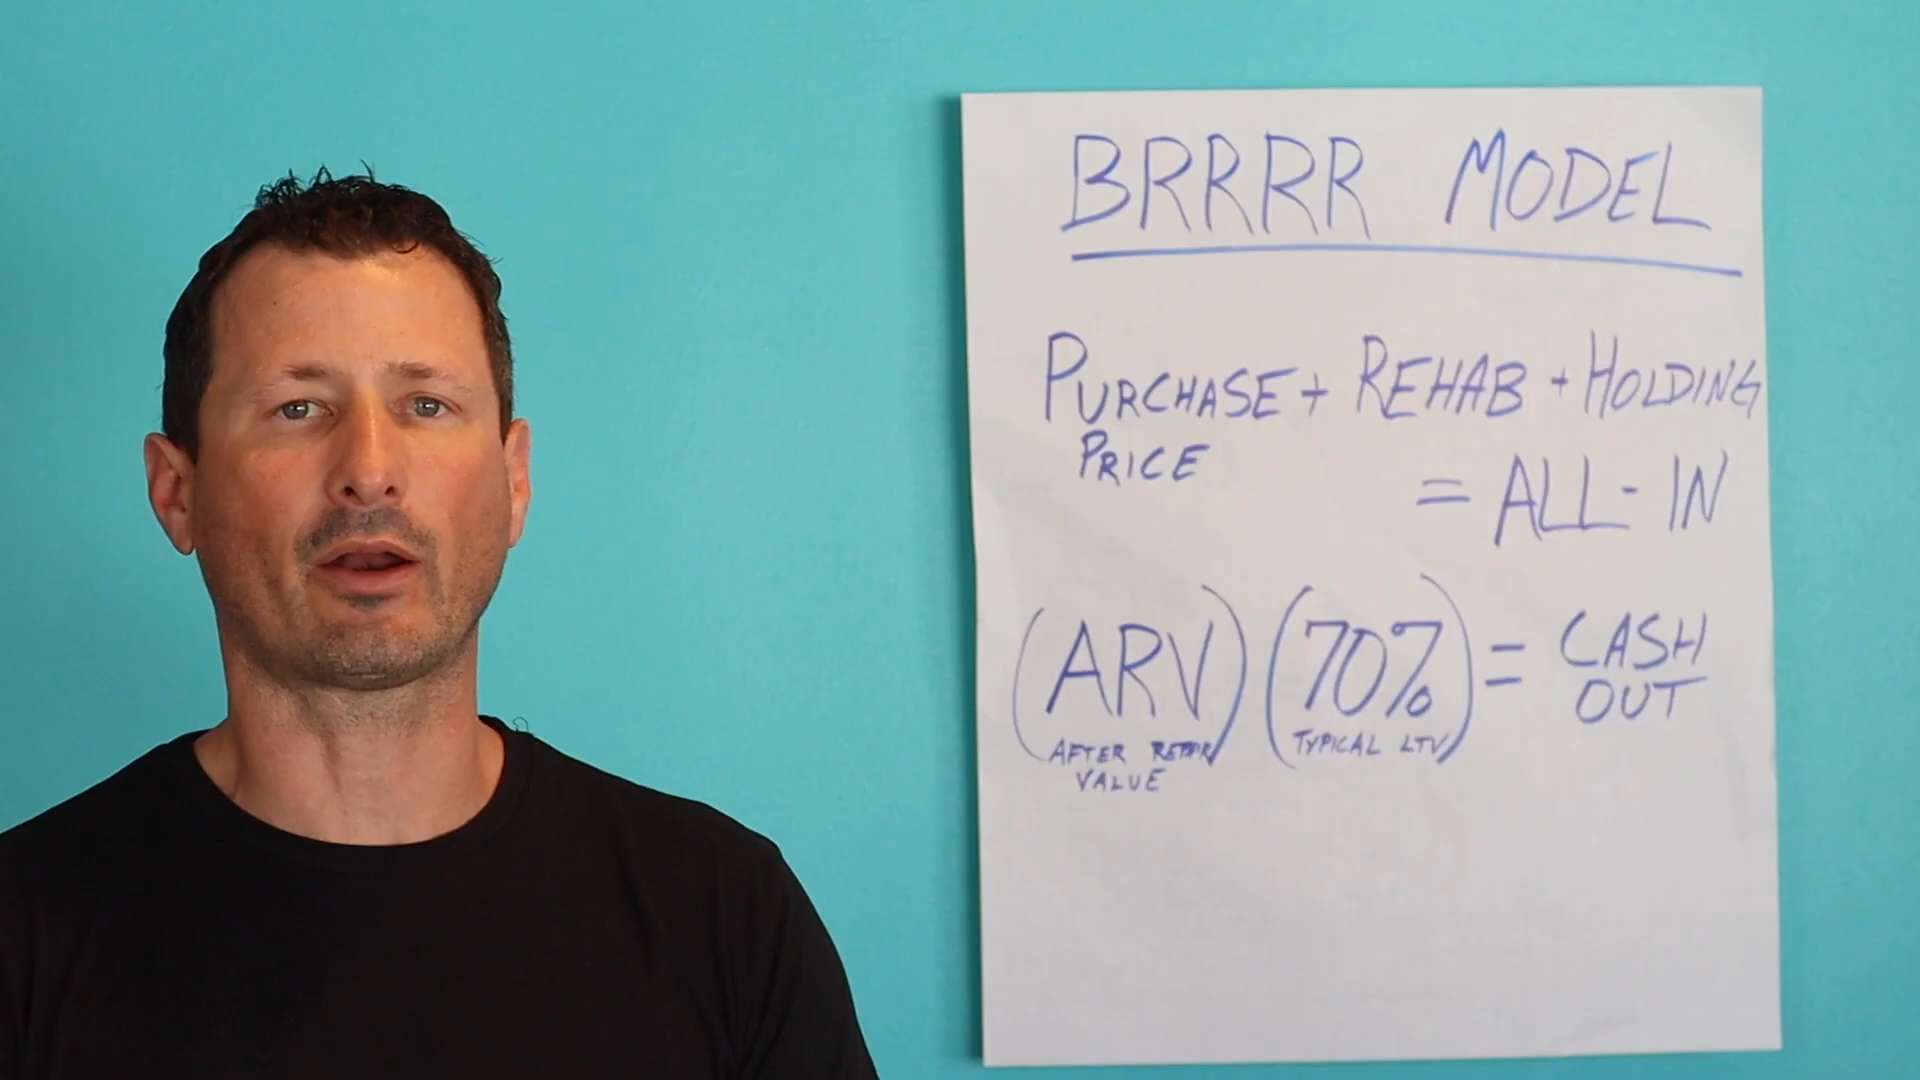 BRRRR MODEL
PURCHASE + REHAB + HOLDING
PRICE
= ALL-IN
(ARV) (70%) = CASH
OUT
AFTER REPAIR TYPICAL LTV
VALUE